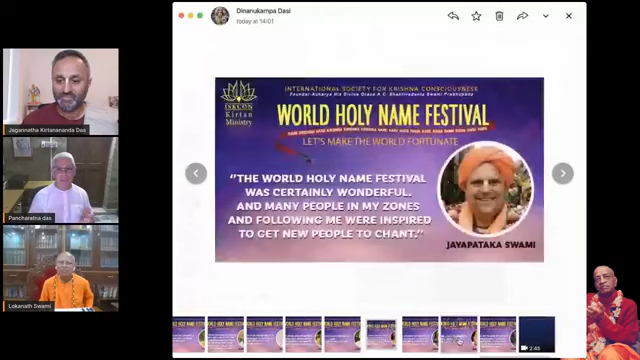 Dinanukampa Dasi
today at 14:01
INTERNATIONAL SOCIETY FOR KRISHNA CONSCIOUSNESS
Founder-Acharya His Divine Grace A.C. Bhaktivedanta Swami Prabhupada
ISKCON
Kirtan
Ministry
WORLD HOLY NAME FESTIVAL
LET'S MAKE THE WORLD FORTUNATE
"THE WORLD HOLY NAME FESTIVAL
WAS CERTAINLY WONDERFUL.
AND MANY PEOPLE IN MY ZONES
AND FOLLOWING ME WERE INSPIRED
TO GET NEW PEOPLE TO CHANT."
JAYAPATAKA SWAMI
Jagannatha Kirtanananda Das
Pancharatna das
Lokanath Swami
2:45